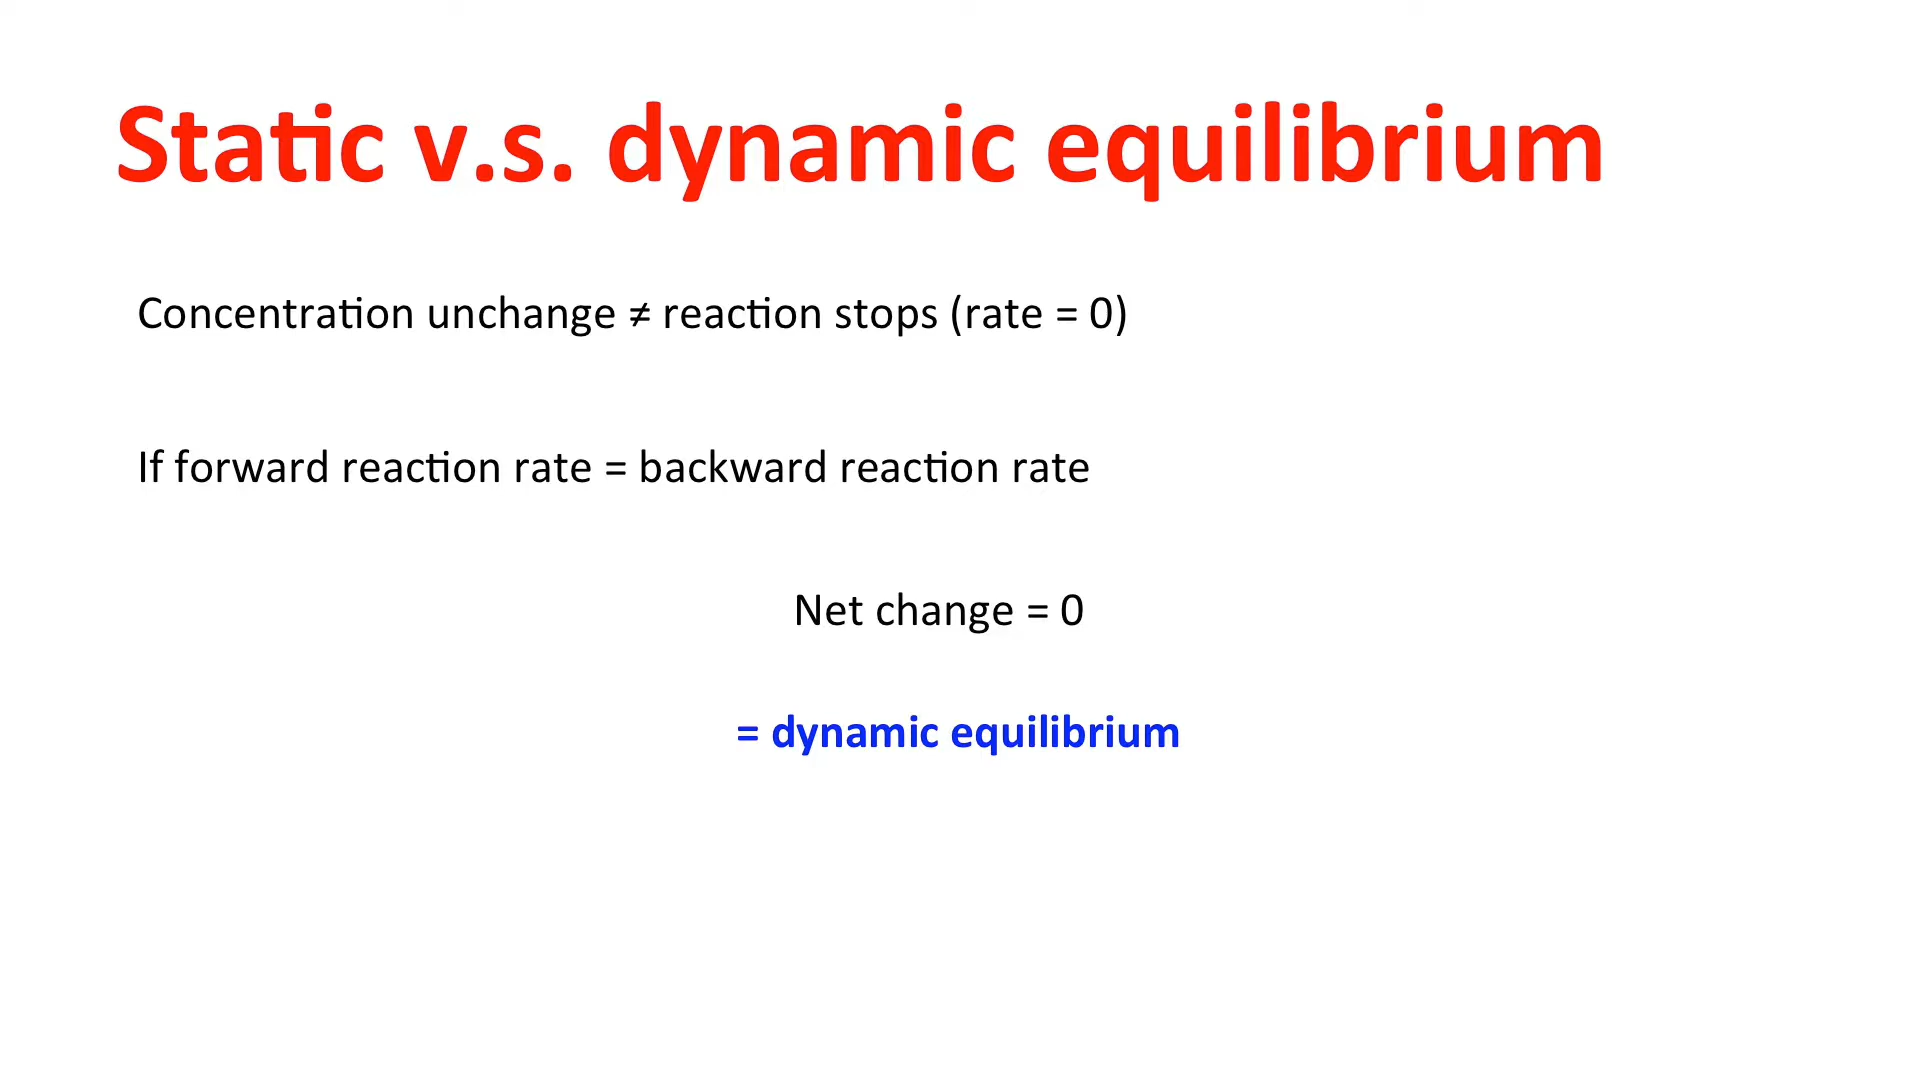 Static v.s. dynamic equilibrium
Concentration unchange ≠ reaction stops (rate = 0)
If forward reaction rate = backward reaction rate
Net change = 0
= dynamic equilibrium